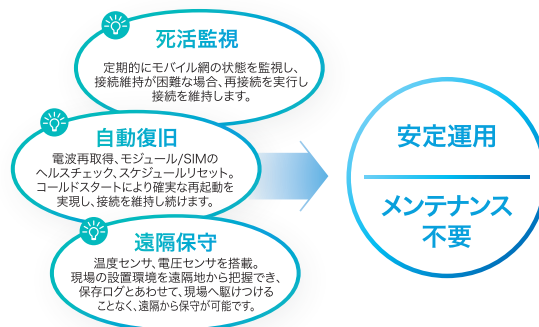 死活監視
定期的にモバイル網の状態を監視し、
接続維持が困難な場合、再接続を実行し
接続を維持します。
自動復旧
電波再取得、モジュール/SIMの
ヘルスチェック、スケジュールリセット。
コールドスタートにより確実な再起動を
実現し、接続を維持し続けます。
遠隔保守
温度センサ、電圧センサを搭載。
現場の設置環境を遠隔地から把握でき、
保存ログとあわせて、現場へ駆けつける
ことなく、遠隔から保守が可能です。
安定運用
メンテナンス
不要